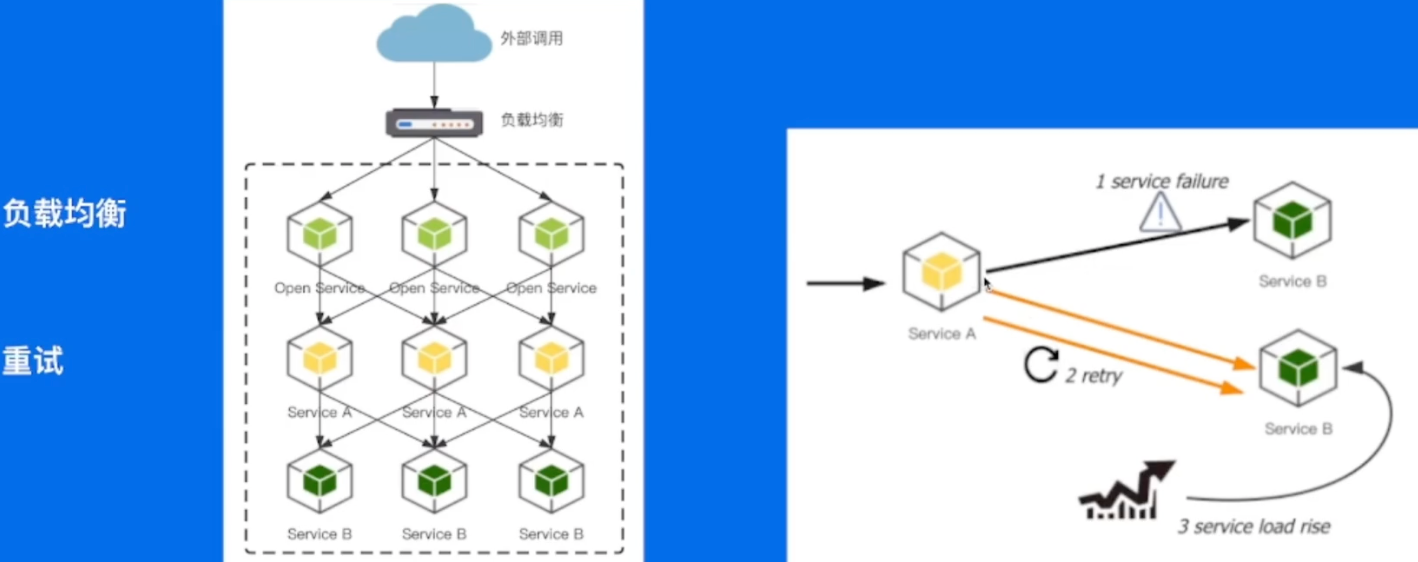 负载均衡
重试
外部调用
负载均衡
Open Service
Open Service
Open Service
Service A
Service A
Service A
Service B
Service B
Service B
1 service failure
Service B
Service A
2 retry
Service B
3 service load rise